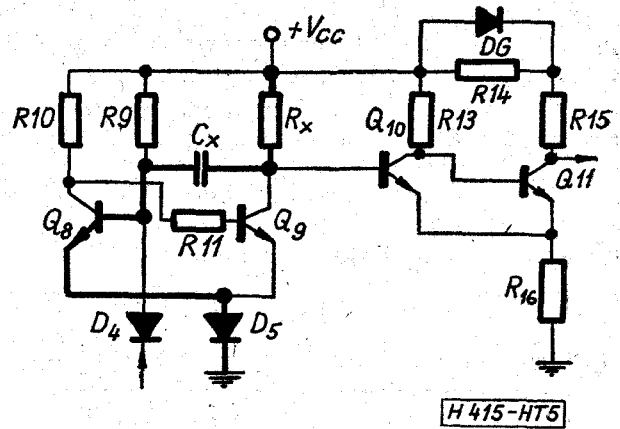 +VCC
DG
R14
R10
R9
Cx
Rx
Q10
R13
R15
Q8
R11
Q9
Q11
D4
D5
R16
H 415-HT5